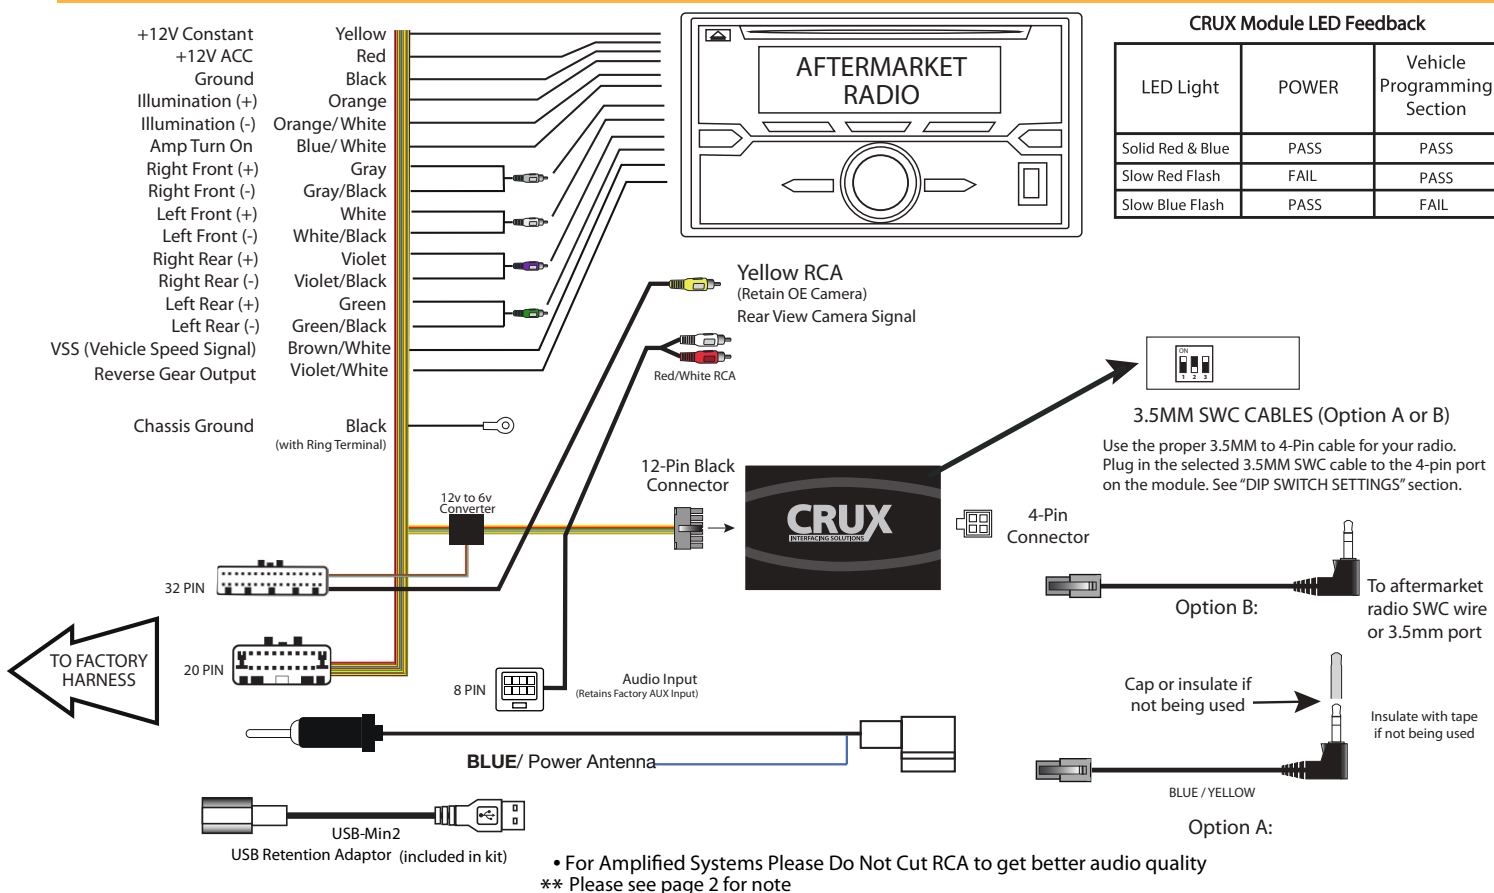 +12V Constant Yellow
+12V ACC Red
Ground Black
Illumination (+) Orange
Illumination (-) Orange/ White
Amp Turn On Blue/ White
Right Front (+) Gray
Right Front (-) Gray/Black
Left Front (+) White
Left Front (-) White/Black
Right Rear (+) Violet
Right Rear (-) Violet/Black
Left Rear (+) Green
Left Rear (-) Green/Black
VSS (Vehicle Speed Signal) Brown/White
Reverse Gear Output Violet/White
Chassis Ground Black
(with Ring Terminal)
AFTERMARKET
RADIO
CRUX Module LED Feedback
LED Light POWER Vehicle
Programming
Section
Solid Red & Blue PASS PASS
Slow Red Flash FAIL PASS
Slow Blue Flash PASS FAIL
Yellow RCA
(Retain OE Camera)
Rear View Camera Signal
Red/White RCA
ON
1 2 3
3.5MM SWC CABLES (Option A or B)
Use the proper 3.5MM to 4-Pin cable for your radio.
Plug in the selected 3.5MM SWC cable to the 4-pin port
on the module. See “DIP SWITCH SETTINGS” section.
12-Pin Black
Connector
12v to 6v
Converter
CRUX
INTERFACING SOLUTIONS
4-Pin
Connector
32 PIN
Option B:
To aftermarket
radio SWC wire
or 3.5mm port
TO FACTORY
HARNESS
20 PIN
8 PIN
Audio Input
(Retains Factory AUX Input)
Cap or insulate if
not being used
Insulate with tape
if not being used
BLUE/ Power Antenna
BLUE / YELLOW
Option A:
USB-Min2
USB Retention Adaptor (included in kit)
• For Amplified Systems Please Do Not Cut RCA to get better audio quality
** Please see page 2 for note